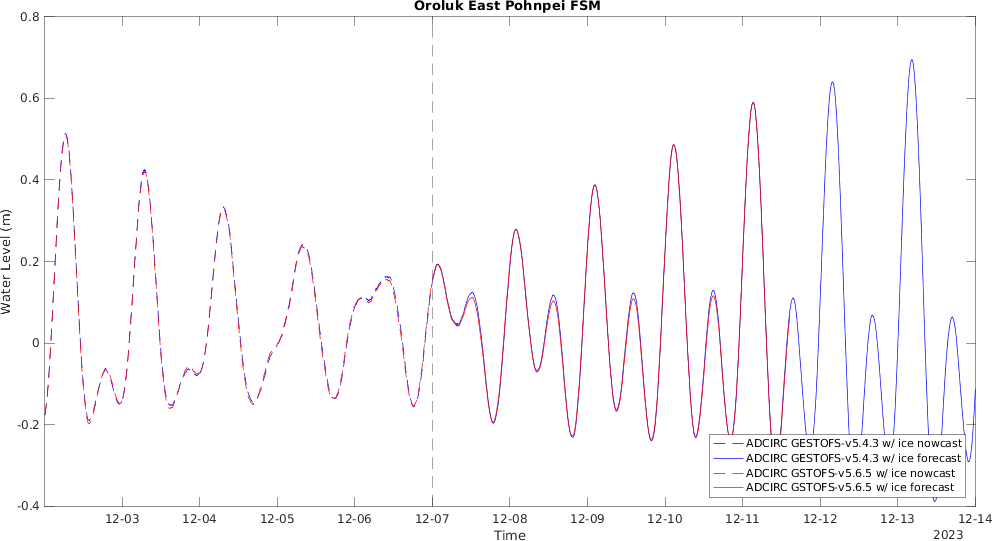 Oroluk East Pohnpei FSM
0.8
0.6
0.4
0.2
0
-0.2
-0.4
Water Level (m)
ADCIRC GESTOFS-v5.4.3 w/ ice nowcast
ADCIRC GESTOFS-v5.4.3 w/ ice forecast
ADCIRC GSTOFS-v5.6.5 w/ ice nowcast
ADCIRC GSTOFS-v5.6.5 w/ ice forecast
12-03 12-04 12-05 12-06 12-07 12-08 12-09 12-10 12-11 12-12 12-13 12-14
Time
2023